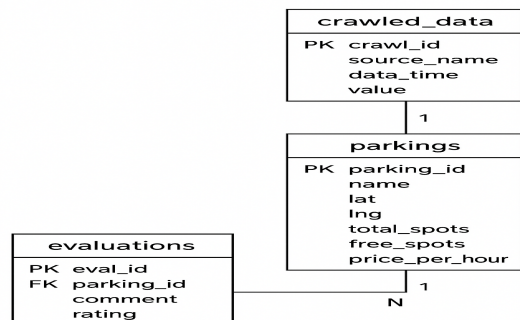 crawled_data
PK crawl_id
source_name
data_time
value
1
parkings
PK parking_id
name
lat
lng
total_spots
free_spots
price_per_hour
1
N
evaluations
PK eval_id
FK parking_id
comment
rating